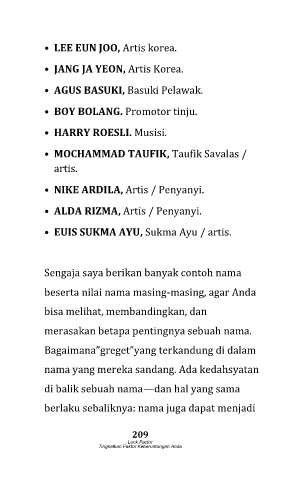 • LEE EUN JOO, Artis korea.
• JANG JA YEON, Artis Korea.
• AGUS BASUKI, Basuki Pelawak.
• BOY BOLANG. Promotor tinju.
• HARRY ROESLI. Musisi.
• MOCHAMMAD TAUFIK, Taufik Savalas /
artis.
• NIKE ARDILA, Artis / Penyanyi.
• ALDA RIZMA, Artis / Penyanyi.
• EUIS SUKMA AYU, Sukma Ayu / artis.
Sengaja saya berikan banyak contoh nama
beserta nilai nama masing-masing, agar Anda
bisa melihat, membandingkan, dan
merasakan betapa pentingnya sebuah nama.
Bagaimana"greget"yang terkandung di dalam
nama yang mereka sandang. Ada kedahsyatan
di balik sebuah nama—dan hal yang sama
berlaku sebaliknya: nama juga dapat menjadi
209
Luck Factor
Tingkatkan Faktor Keberuntungan Anda